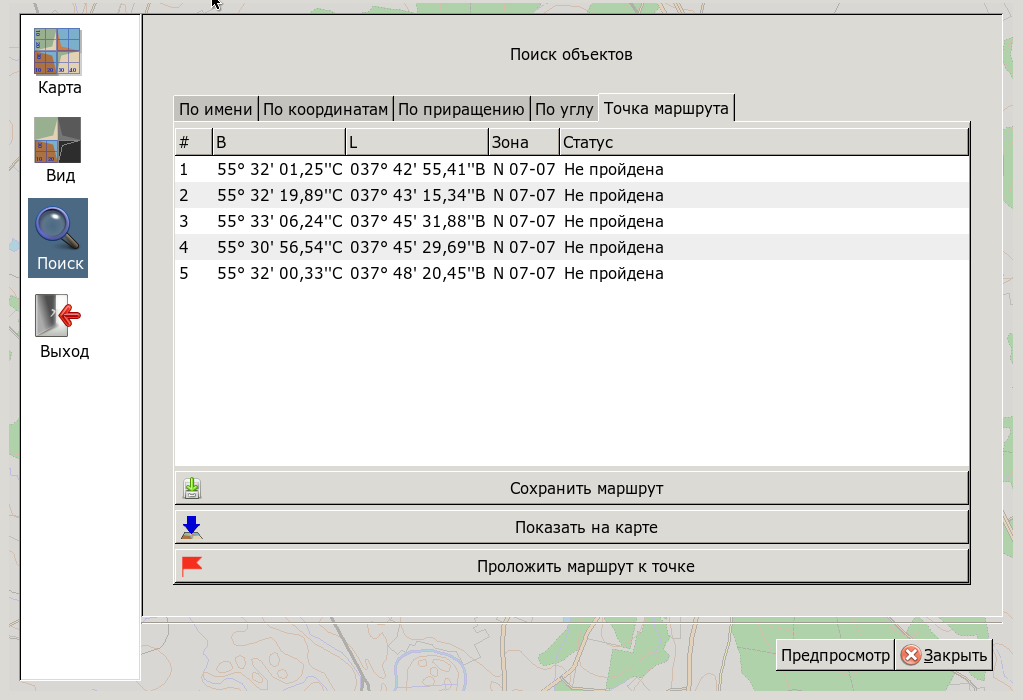 Карта
Вид
Поиск
Выход
Поиск объектов
По имени По координатам По приращению По углу Точка маршрута
# B L Зона Статус
1 55° 32' 01,25''С 037° 42' 55,41''В N 07-07 Не пройдена
2 55° 32' 19,89''С 037° 43' 15,34''В N 07-07 Не пройдена
3 55° 33' 06,24''С 037° 45' 31,88''В N 07-07 Не пройдена
4 55° 30' 56,54''С 037° 45' 29,69''В N 07-07 Не пройдена
5 55° 32' 00,33''С 037° 48' 20,45''В N 07-07 Не пройдена
Сохранить маршрут
Показать на карте
Проложить маршрут к точке
Предпросмотр Закрыть